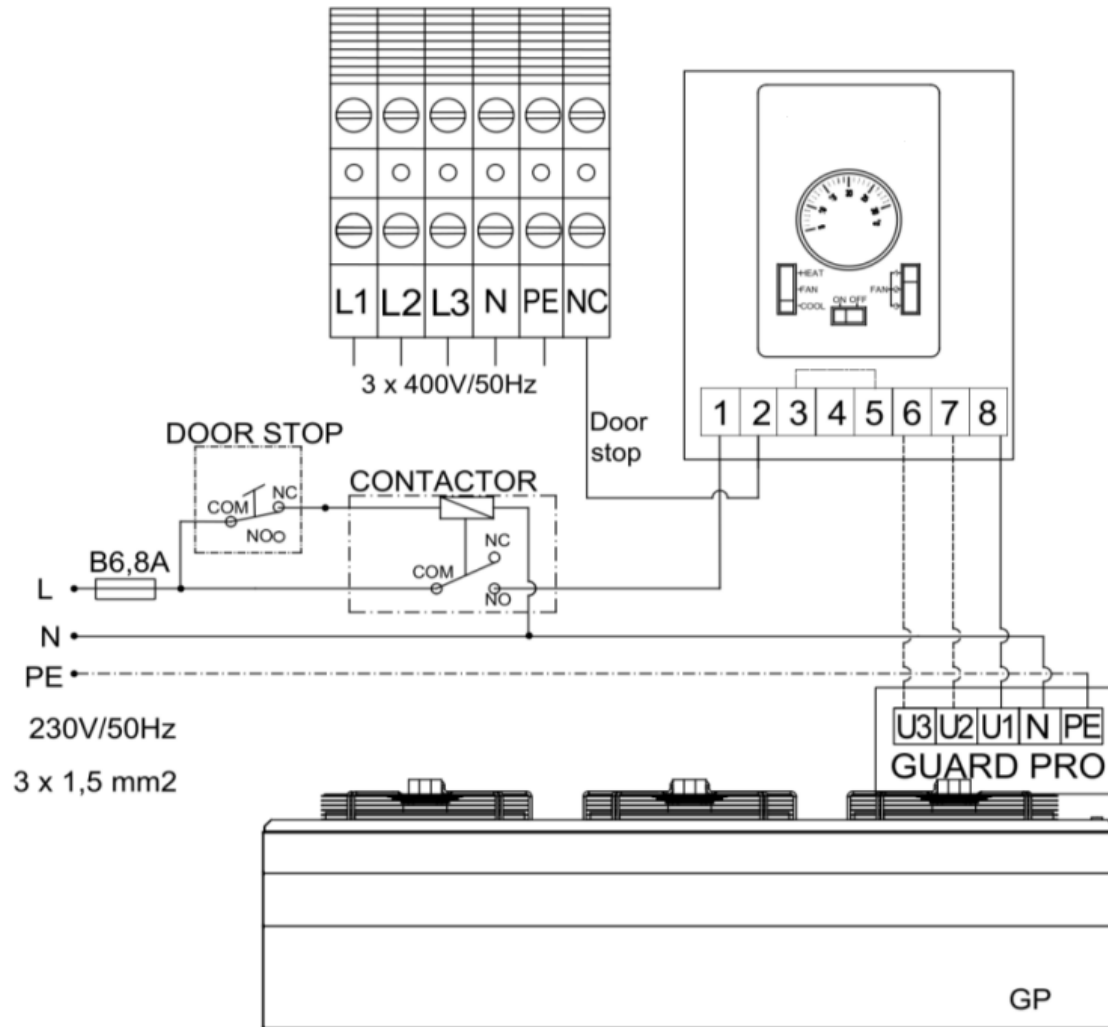 L1 L2 L3 N PE NC
3 x 400V/50Hz
HEAT
FAN
COOL
ON OFF
FAN
1 2 3 4 5 6 7 8
Door
stop
DOOR STOP
COM
NC
NO
CONTACTOR
NC
COM
NO
B6,8A
L
N
PE
230V/50Hz
3 x 1,5 mm2
U3 U2 U1 N PE
GUARD PRO
GP